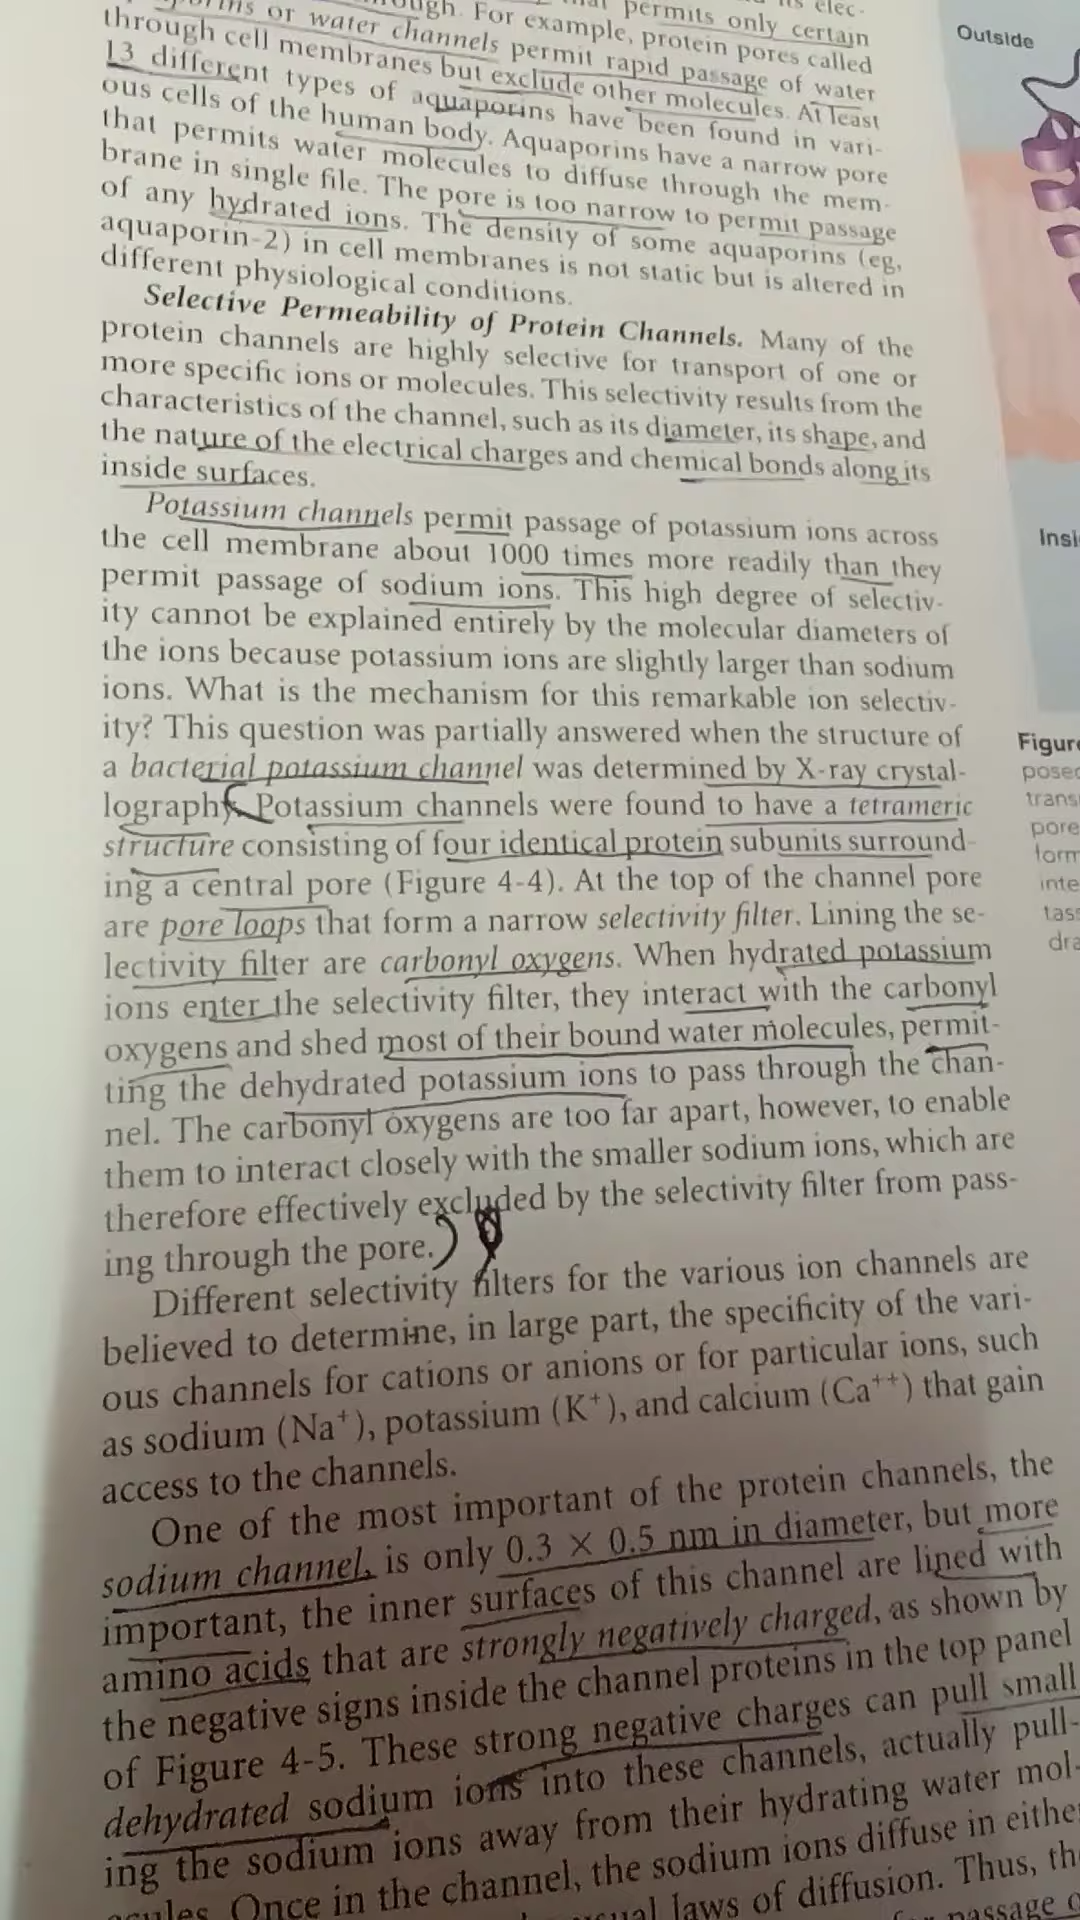 permits only certain
ough. For example, protein pores called
or water channels permit rapid passage of water
through cell membranes but exclude other molecules. At least
13 different types of aquaporins have been found in vari-
ous cells of the human body. Aquaporins have a narrow pore
that permits water molecules to diffuse through the mem-
brane in single file. The pore is too narrow to permit passage
of any hydrated ions. The density of some aquaporins (eg,
aquaporin-2) in cell membranes is not static but is altered in
different physiological conditions.
Selective Permeability of Protein Channels. Many of the
protein channels are highly selective for transport of one or
more specific ions or molecules. This selectivity results from the
characteristics of the channel, such as its diameter, its shape, and
the nature of the electrical charges and chemical bonds along its
inside surfaces.
Potassium channels permit passage of potassium ions across
the cell membrane about 1000 times more readily than they
permit passage of sodium ions. This high degree of selectiv-
ity cannot be explained entirely by the molecular diameters of
the ions because potassium ions are slightly larger than sodium
ions. What is the mechanism for this remarkable ion selectiv-
ity? This question was partially answered when the structure of
a bacterial potassium channel was determined by X-ray crystal-
lography. Potassium channels were found to have a tetrameric
structure consisting of four identical protein subunits surround-
ing a central pore (Figure 4-4). At the top of the channel pore
are pore loops that form a narrow selectivity filter. Lining the se-
lectivity filter are carbonyl oxygens. When hydrated potassium
ions enter the selectivity filter, they interact with the carbonyl
oxygens and shed most of their bound water molecules, permit-
ting the dehydrated potassium ions to pass through the chan-
nel. The carbonyl oxygens are too far apart, however, to enable
them to interact closely with the smaller sodium ions, which are
therefore effectively excluded by the selectivity filter from pass-
ing through the pore.
Different selectivity filters for the various ion channels are
believed to determine, in large part, the specificity of the vari-
ous channels for cations or anions or for particular ions, such
as sodium (Na⁺), potassium (K⁺), and calcium (Ca⁺⁺) that gain
access to the channels.
One of the most important of the protein channels, the
sodium channel, is only 0.3 × 0.5 nm in diameter, but more
important, the inner surfaces of this channel are lined with
amino acids that are strongly negatively charged, as shown by
the negative signs inside the channel proteins in the top panel
of Figure 4-5. These strong negative charges can pull small
dehydrated sodium ions into these channels, actually pull-
ing the sodium ions away from their hydrating water mol-
Once in the channel, the sodium ions diffuse in either
laws of diffusion. Thus, the
passage o
Outside
Insi
Figure
posed
trans
pore
form
inte
tass
dra